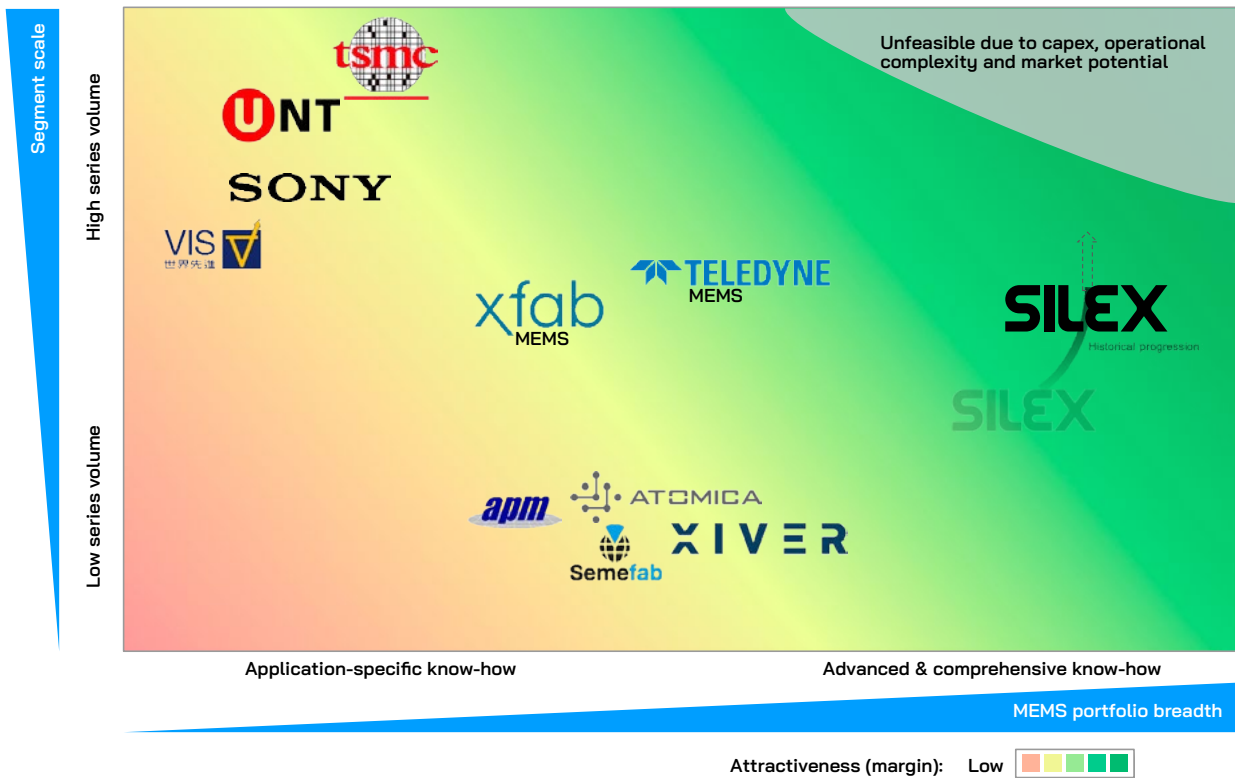 Segment scale
High series volume
Low series volume
tsmc
Unfeasible due to capex, operational
complexity and market potential
UNT
SONY
VIS
世界先進
TELEDYNE
MEMS
xfab
MEMS
SILEX
Historical progression
SILEX
apm
ATOMICA
XIVER
Semefab
Application-specific know-how
Advanced & comprehensive know-how
MEMS portfolio breadth
Attractiveness (margin): Low